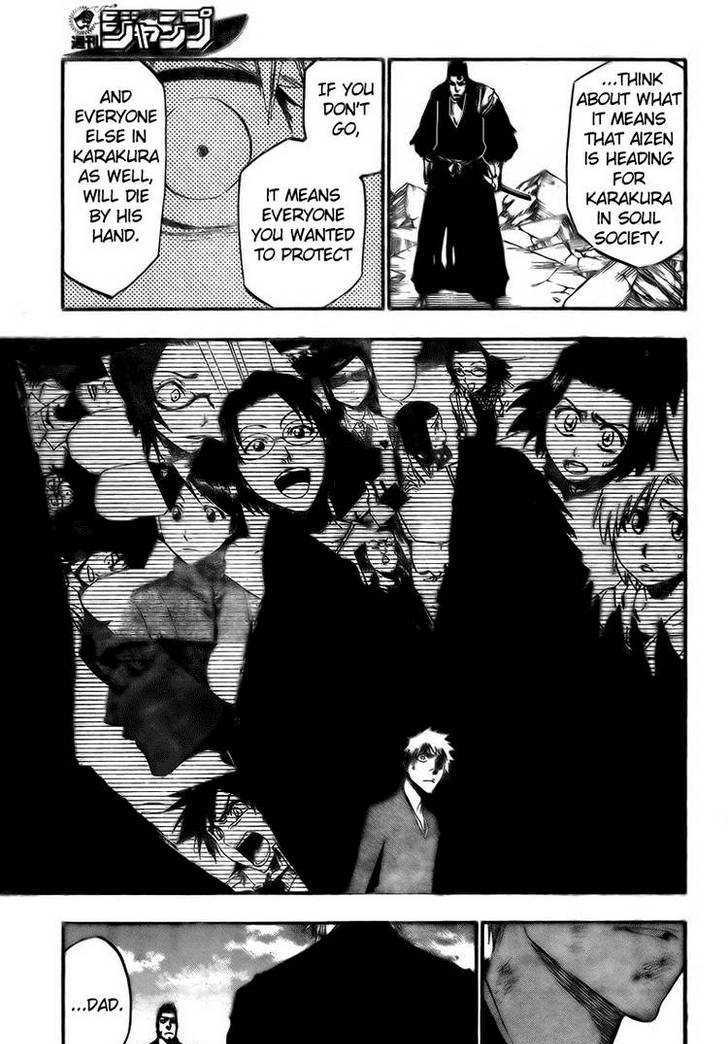 週刊
ジャンプ
...THINK
ABOUT WHAT
IT MEANS
THAT AIZEN
IS HEADING
FOR
KARAKURA
IN SOUL
SOCIETY.
IF YOU
DON'T
GO,
IT MEANS
EVERYONE
YOU WANTED
TO PROTECT
AND
EVERYONE
ELSE IN
KARAKURA
AS WELL,
WILL DIE
BY HIS
HAND.
...DAD.